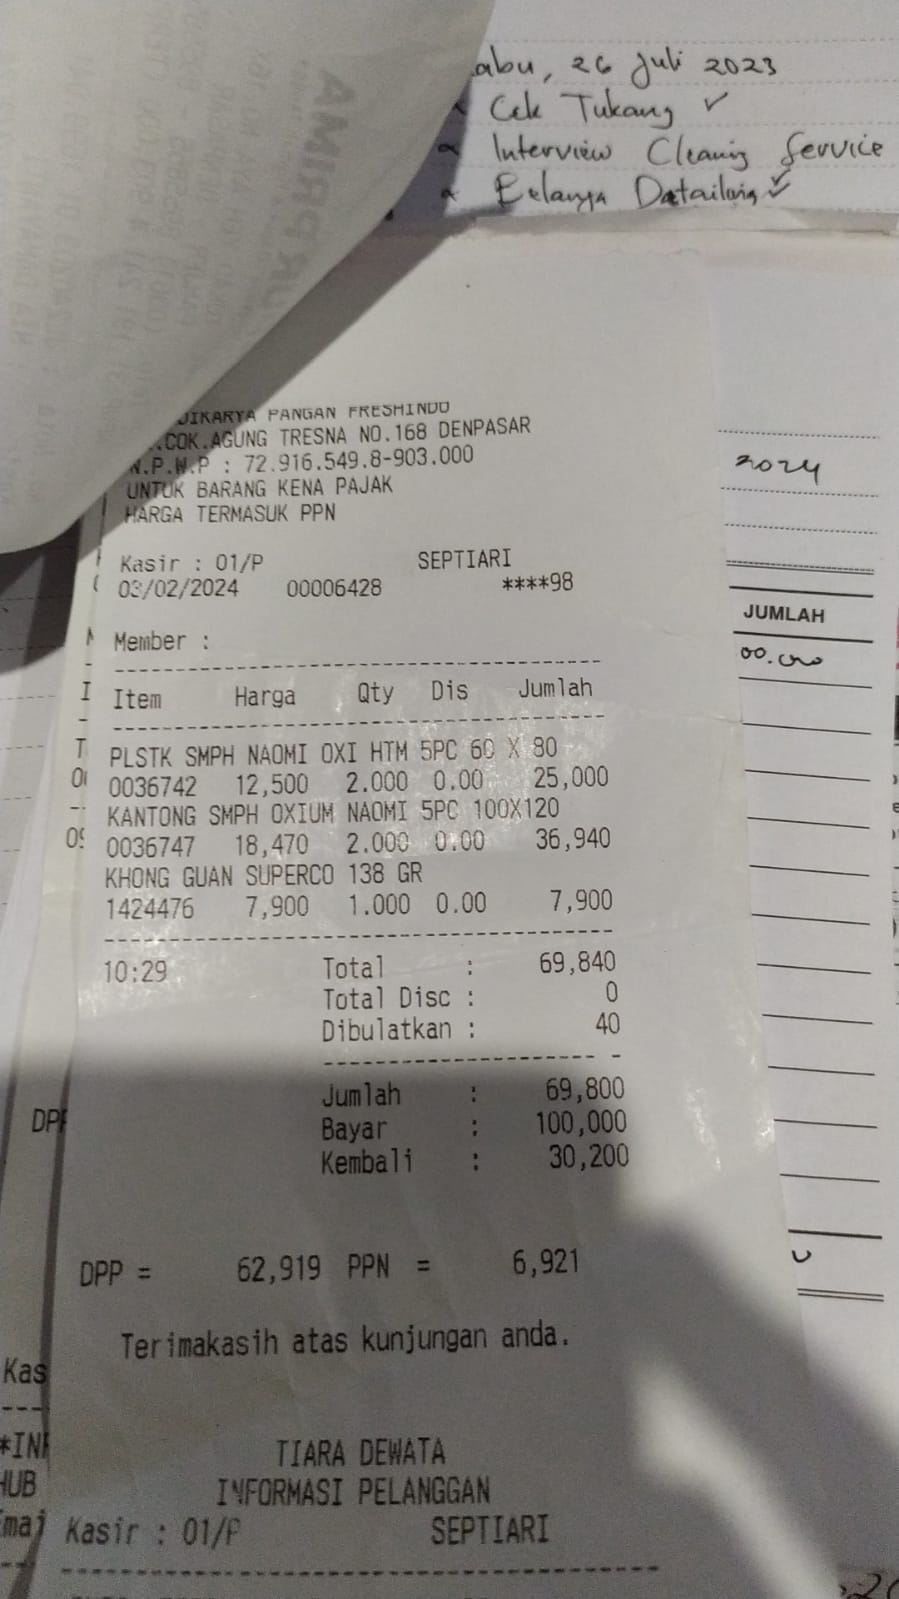 26 Juli 2023
Cek Tukang ✓
Interview Cleaning Service
Belanja Detailing ✓
PANGAN FRESHINDO
COK.AGUNG TRESNA NO.168 DENPASAR
N.P.W.P : 72.916.549.8-903.000
UNTUK BARANG KENA PAJAK
HARGA TERMASUK PPN
Kasir : 01/P SEPTIARI
03/02/2024 00006428 ****98
Member :
Item Harga Qty Dis Jumlah
PLSTK SMPH NAOMI OXI HTM 5PC 60 X 80
0036742 12,500 2.000 0.00 25,000
KANTONG SMPH OXIUM NAOMI 5PC 100X120
0036747 18,470 2.000 0.00 36,940
KHONG GUAN SUPERCO 138 GR
1424476 7,900 1.000 0.00 7,900
10:29 Total : 69,840
Total Disc : 0
Dibulatkan : 40
Jumlah : 69,800
Bayar : 100,000
Kembali : 30,200
DPP = 62,919 PPN = 6,921
Terimakasih atas kunjungan anda.
TIARA DEWATA
INFORMASI PELANGGAN
Kasir : 01/P SEPTIARI
2024
JUMLAH